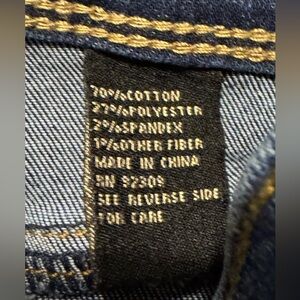 70%COTTON
27%POLYESTER
2%SPANDEX
1%OTHER FIBER
MADE IN CHINA
RN 92309
SEE REVERSE SIDE
FOR CARE